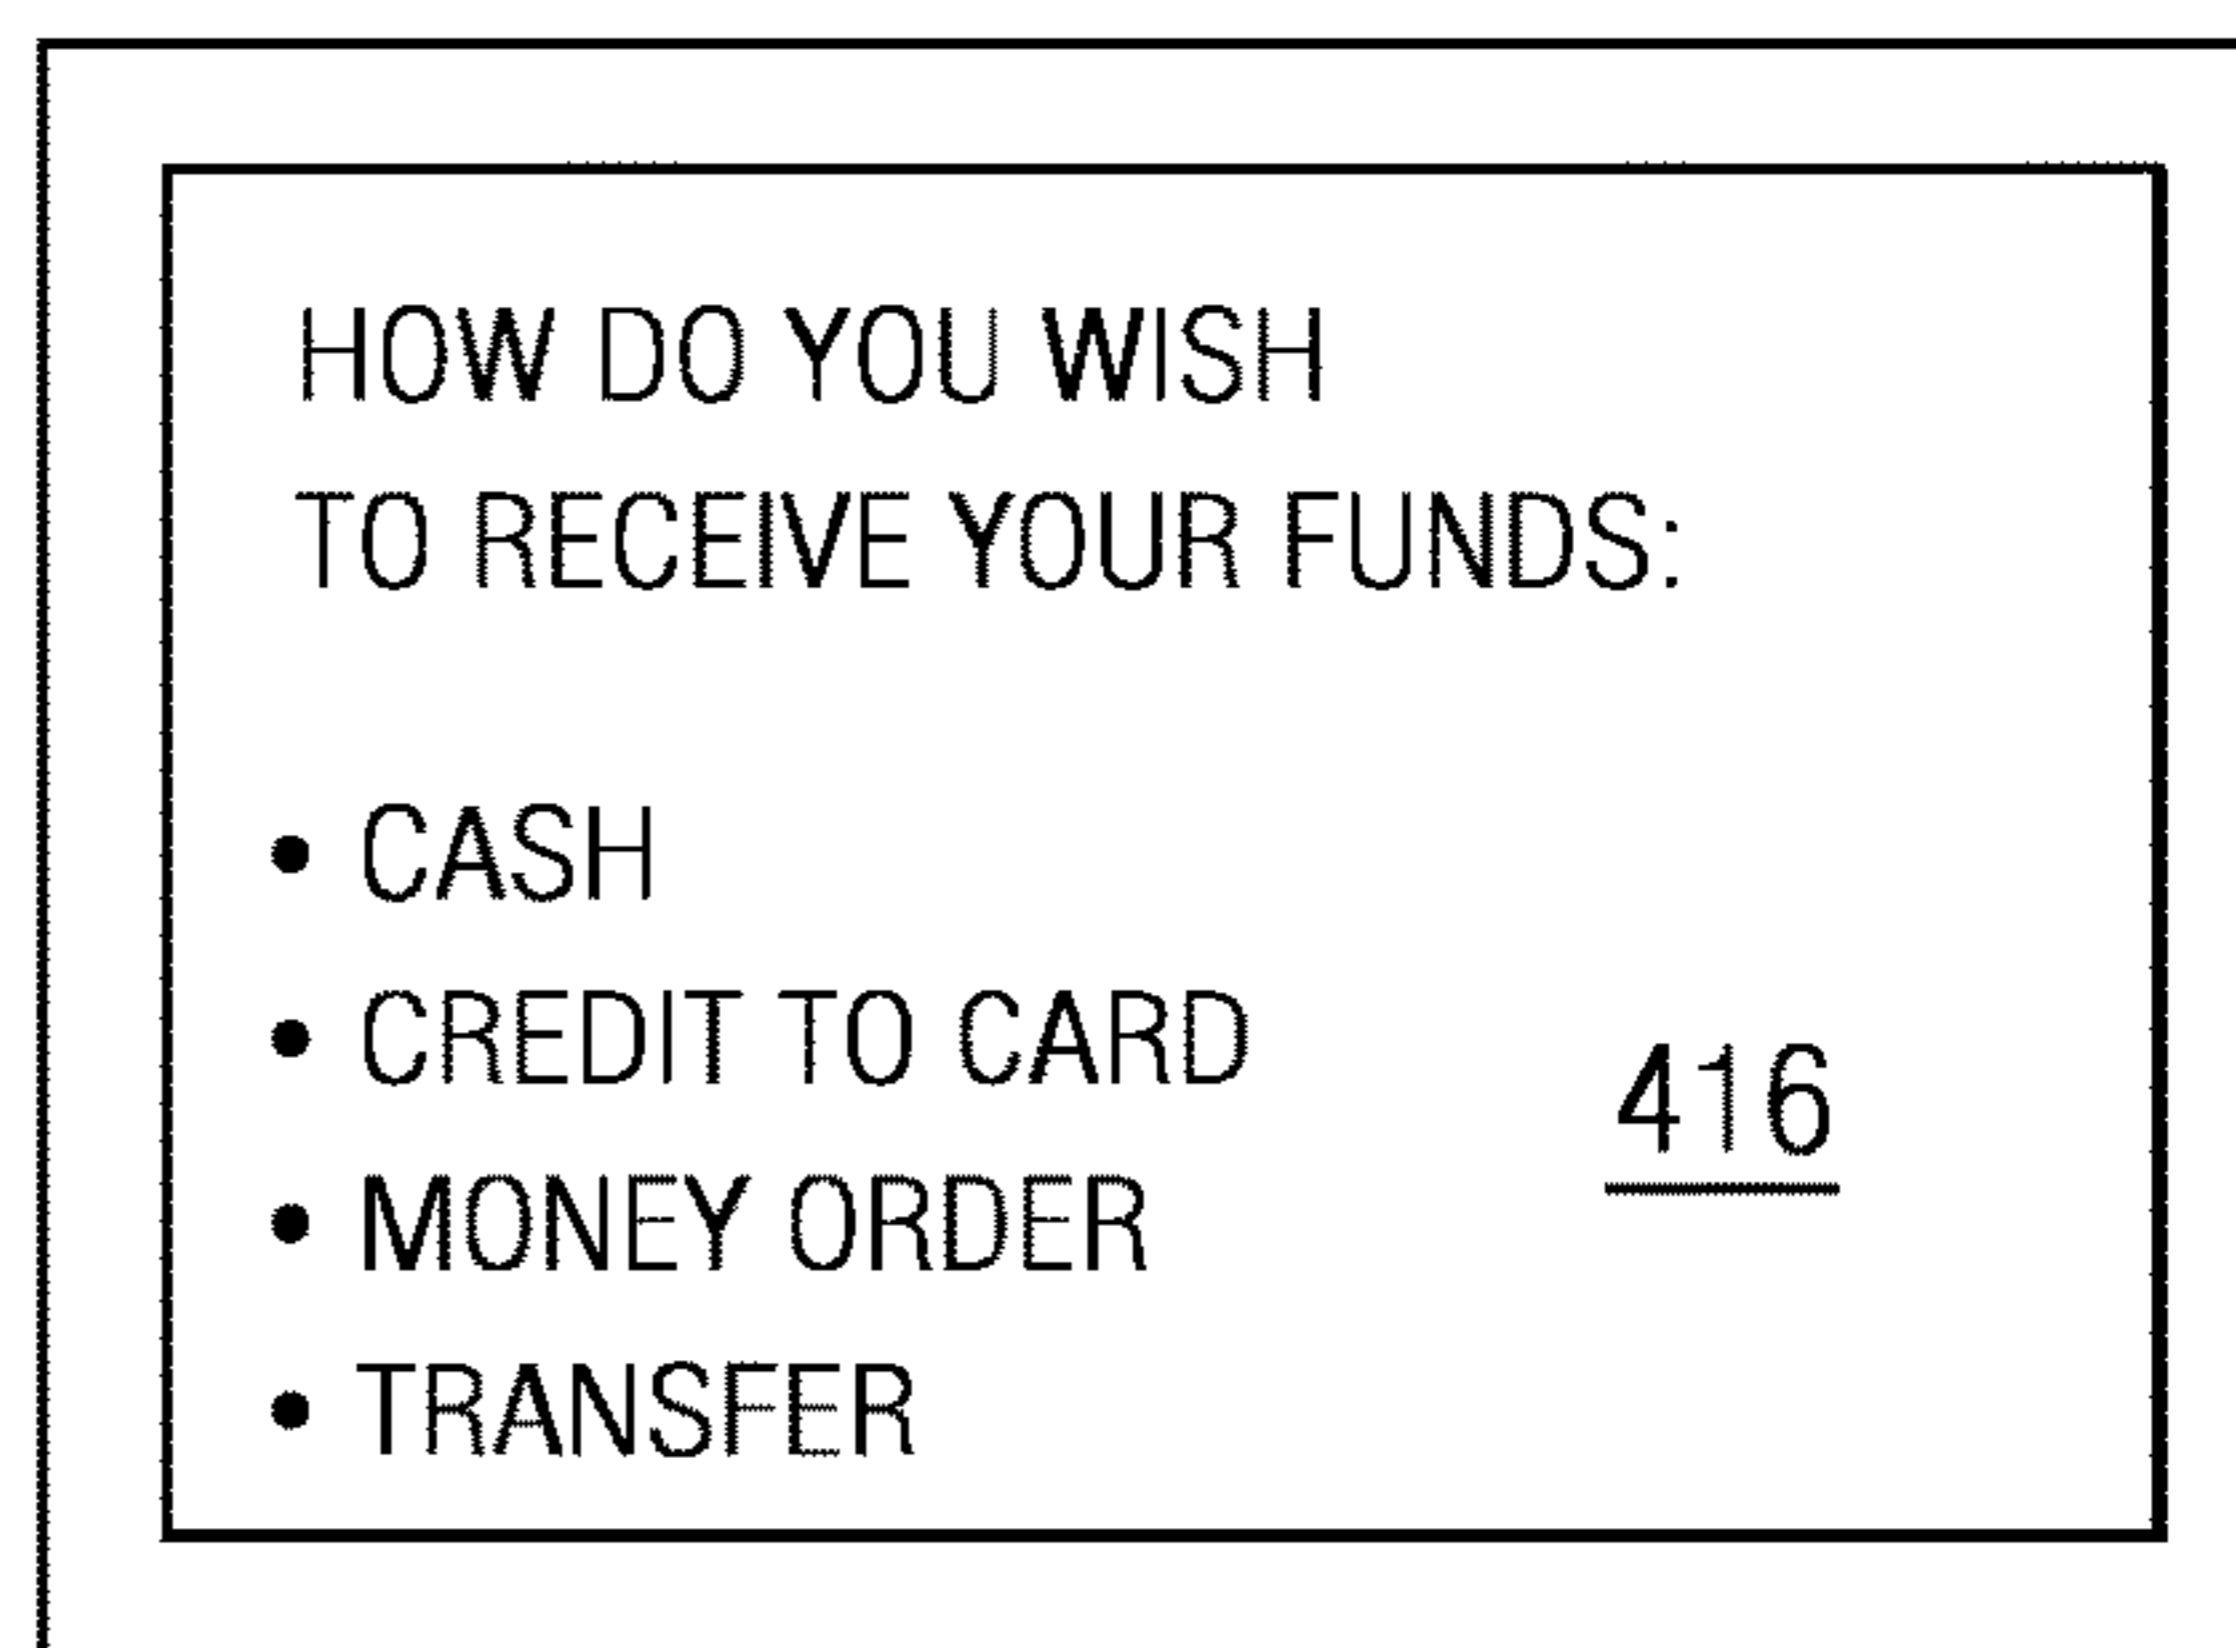 HOW DO YOU WISH
TO RECEIVE YOUR FUNDS:
• CASH
• CREDIT TO CARD
• MONEY ORDER
• TRANSFER
416